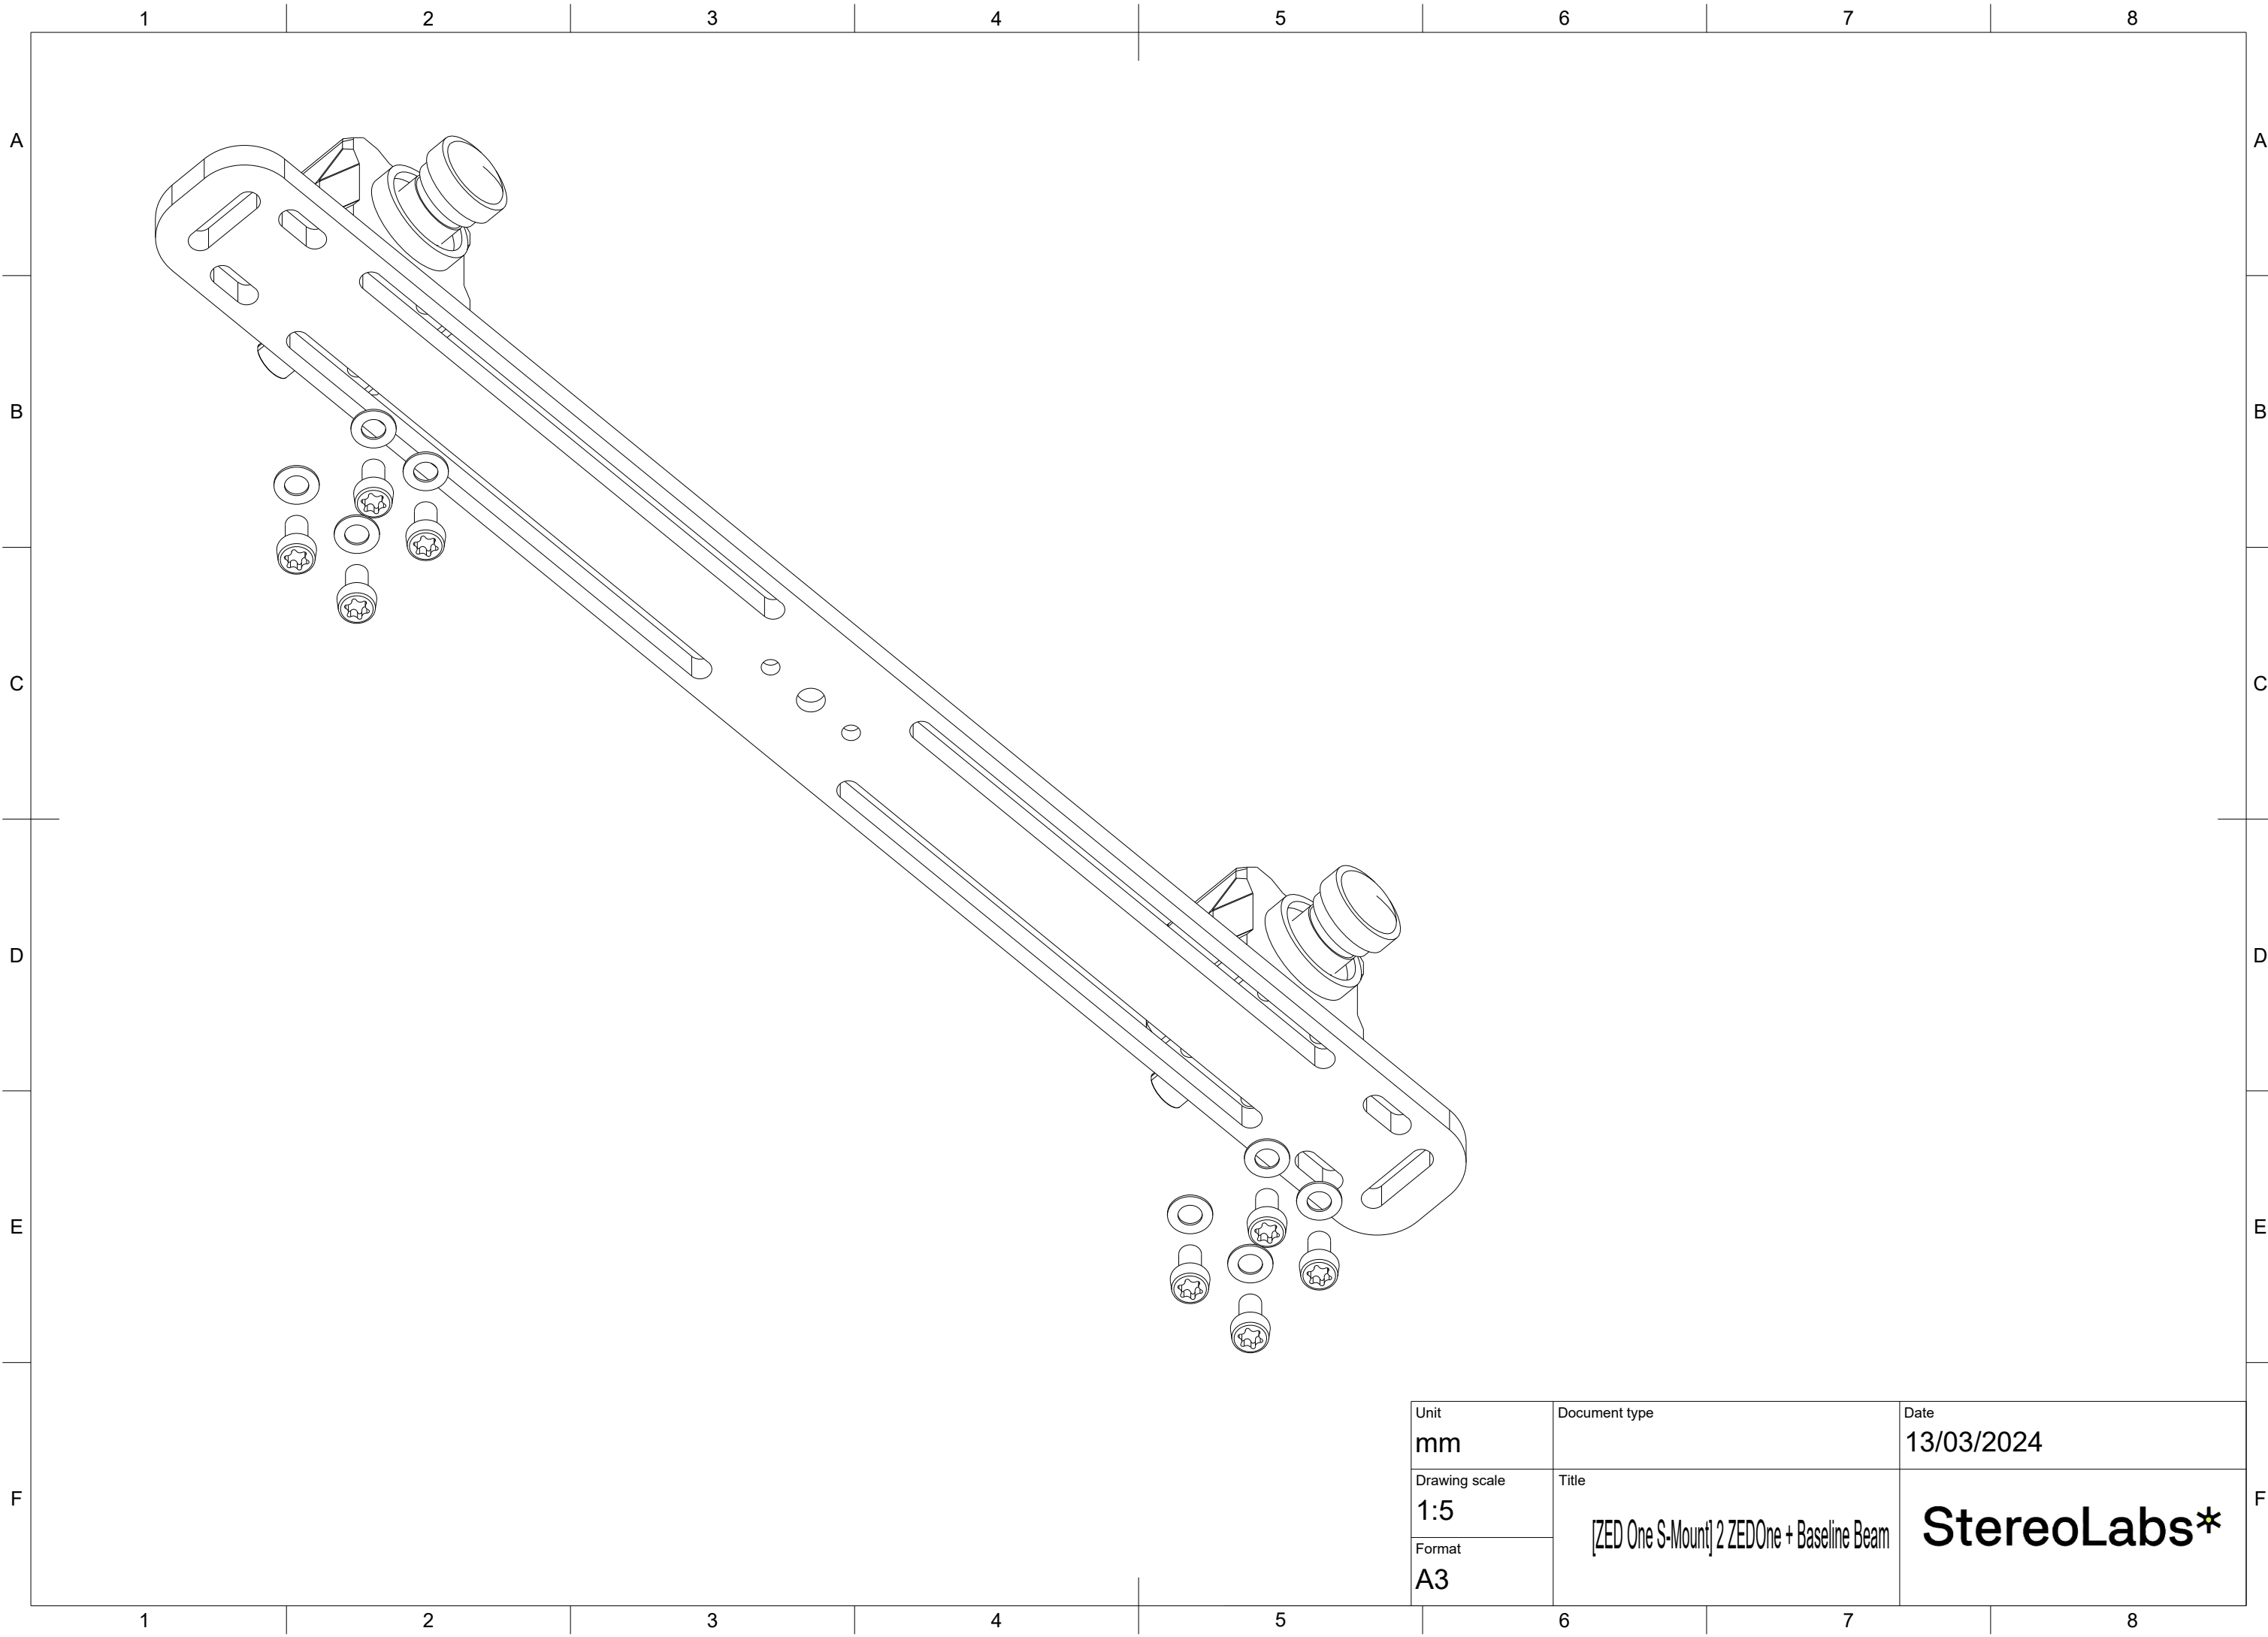 1 2 3 4 5 6 7 8
A A
B B
C C
D D
E E
F F
Unit
mm
Document type
Date
13/03/2024
Drawing scale
1:5
Title
[ZED One S-Mount] 2 ZEDOne + Baseline Beam
StereoLabs*
Format
A3
1 2 3 4 5 6 7 8